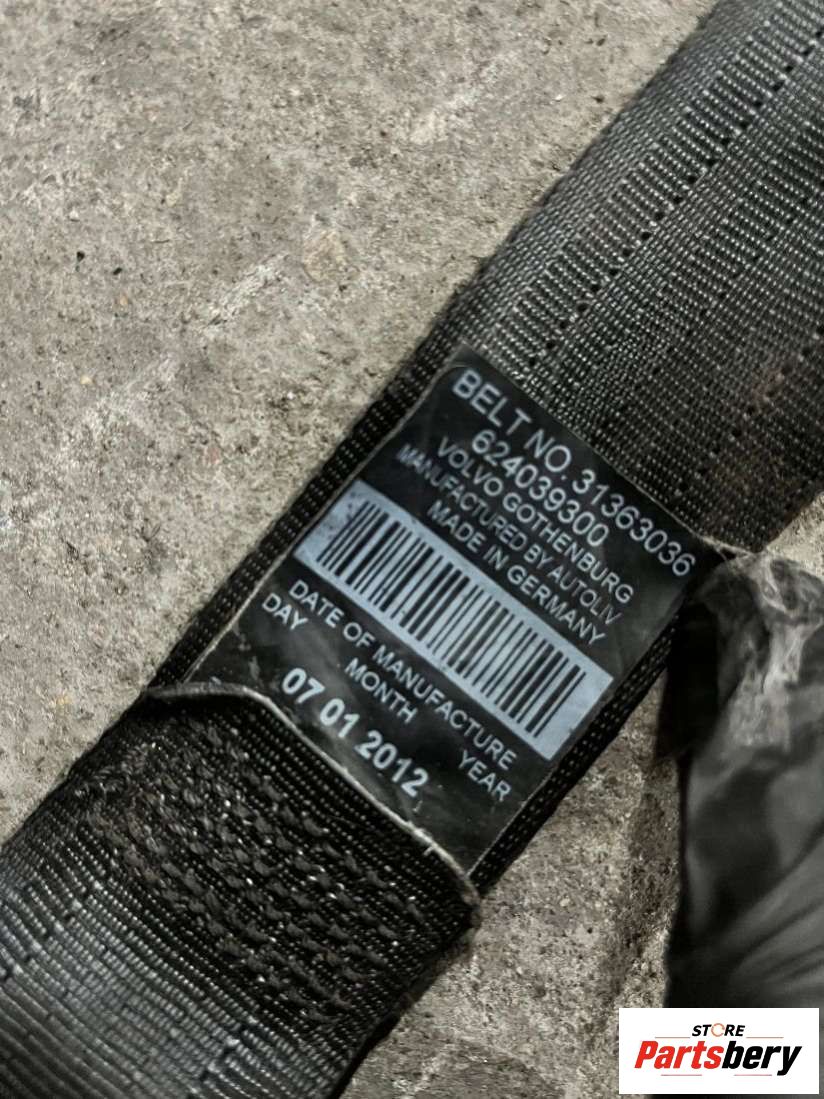 BELT NO. 31363036
624039300
VOLVO GOTHENBURG
MANUFACTURED BY AUTOLIV
MADE IN GERMANY
DATE OF MANUFACTURE
DAY MONTH YEAR
07 01 2012
STORE
Partsbery